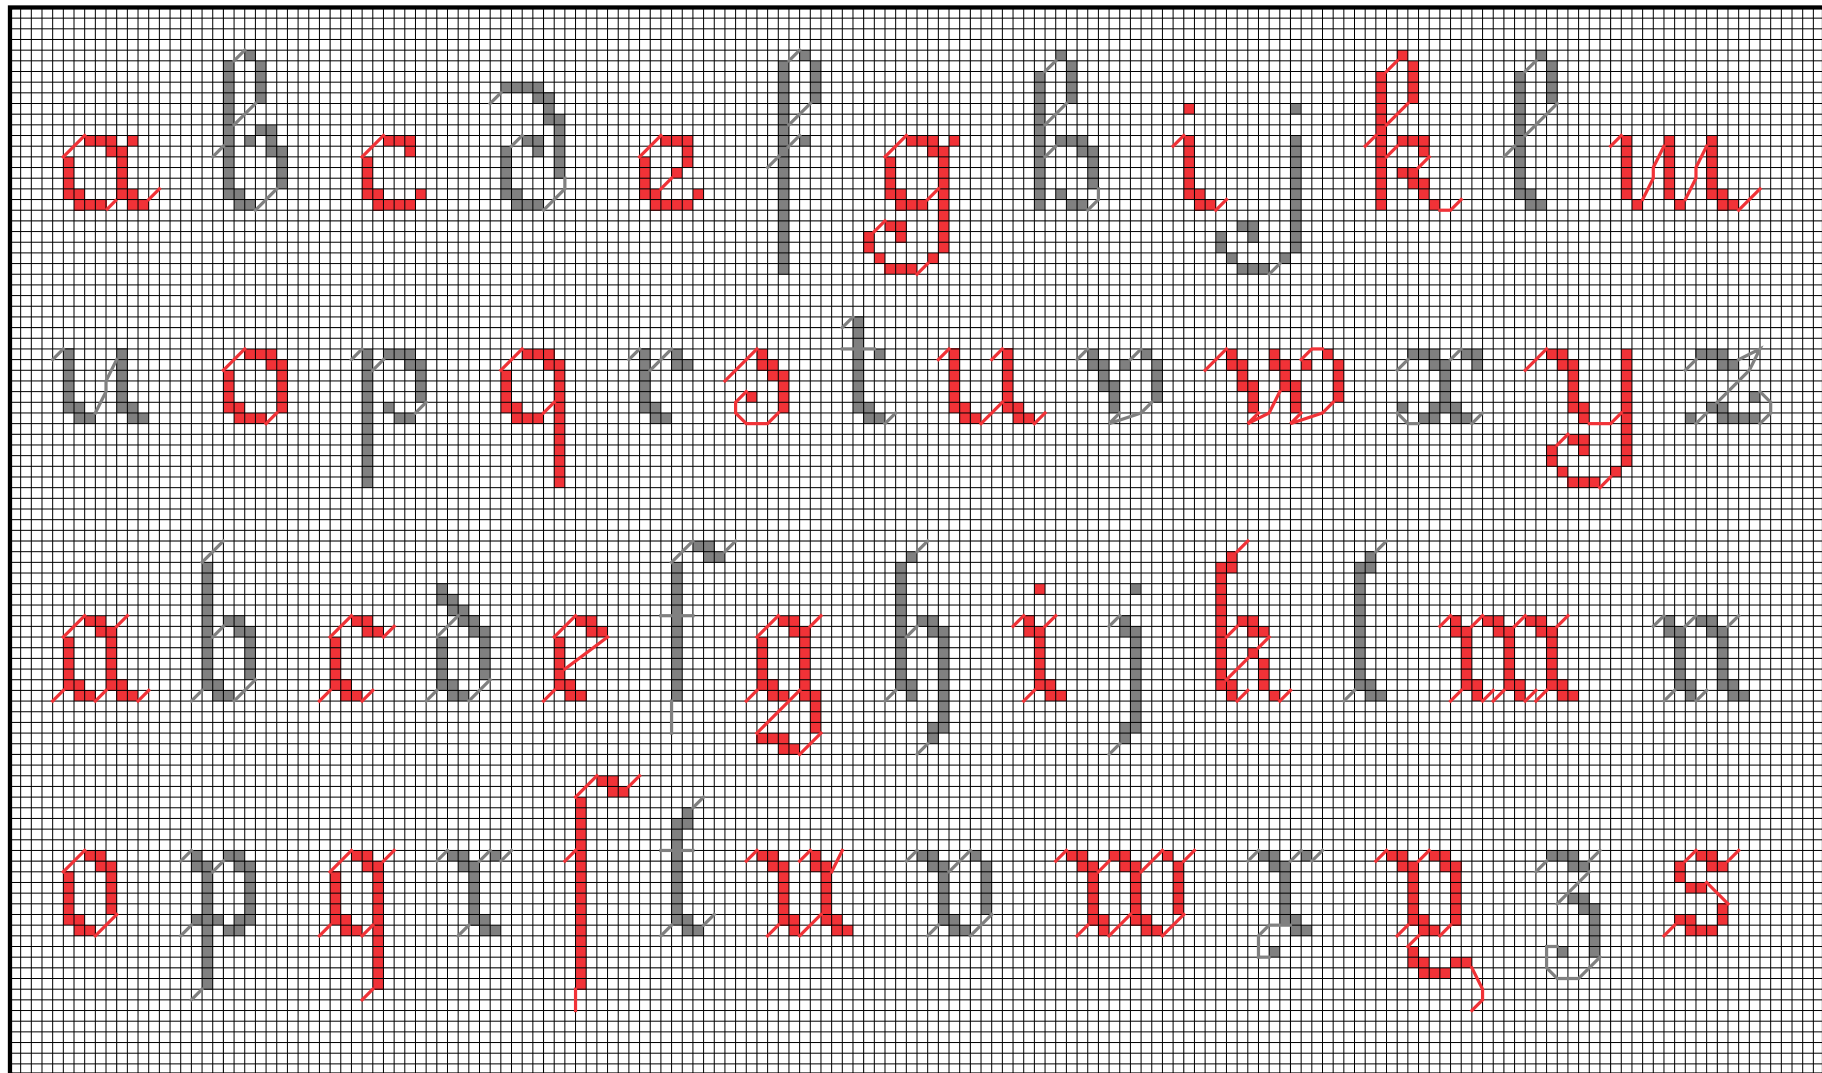 a b c d e f g h i j k l m
n o p q r s t u v w x y z
a b c d e f g h i j k l m n
o p q r ſ t u v w x y z s